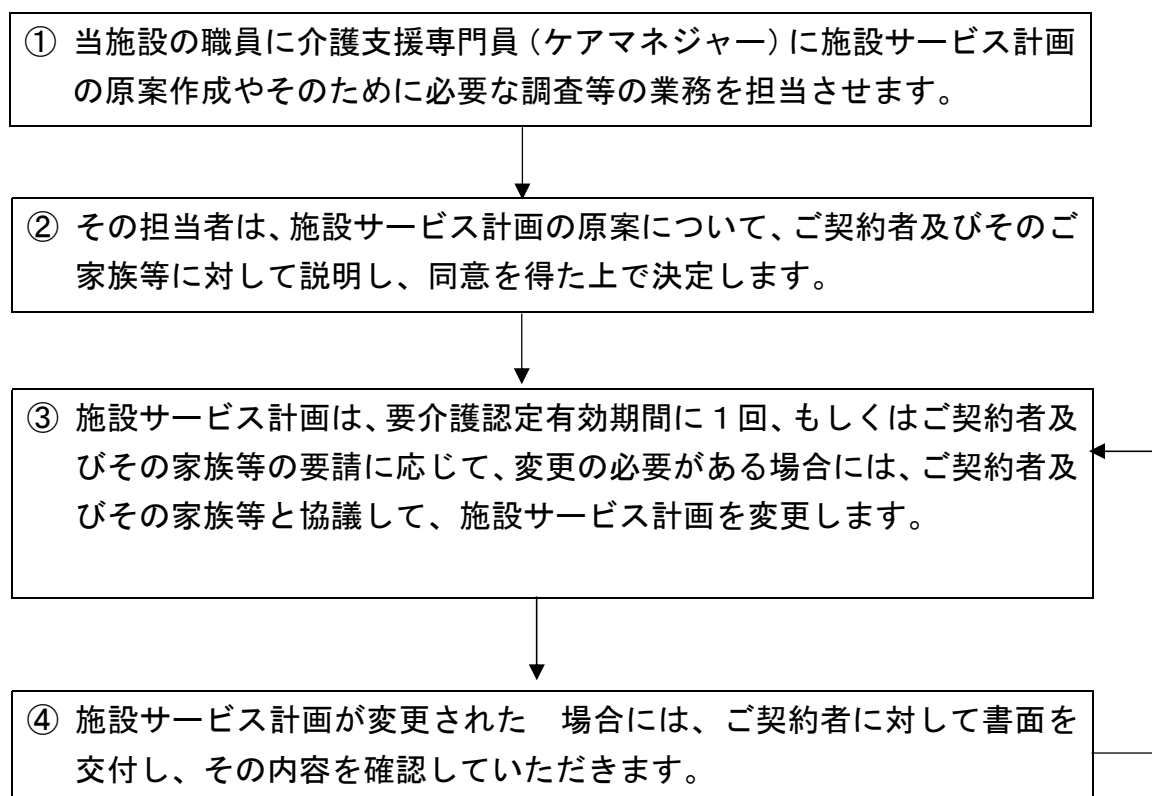 ① 当施設の職員に介護支援専門員（ケアマネジャー）に施設サービス計画
の原案作成やそのために必要な調査等の業務を担当させます。
② その担当者は、施設サービス計画の原案について、ご契約者及びそのご
家族等に対して説明し、同意を得た上で決定します。
③ 施設サービス計画は、要介護認定有効期間に１回、もしくはご契約者及
びその家族等の要請に応じて、変更の必要がある場合には、ご契約者及
びその家族等と協議して、施設サービス計画を変更します。
④ 施設サービス計画が変更された　場合には、ご契約者に対して書面を
交付し、その内容を確認していただきます。